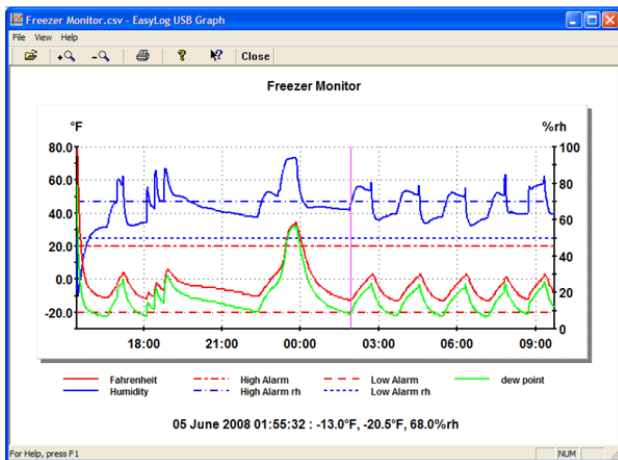 Freezer Monitor.csv - EasyLog USB Graph
File View Help
Close
Freezer Monitor
°F %rh
80.0 100
60.0 80
40.0 60
20.0 40
0.0 20
-20.0 0
18:00 21:00 00:00 03:00 06:00 09:00
Fahrenheit High Alarm Low Alarm dew point
Humidity High Alarm rh Low Alarm rh
05 June 2008 01:55:32 : -13.0°F, -20.5°F, 68.0%rh
For Help, press F1 NUM